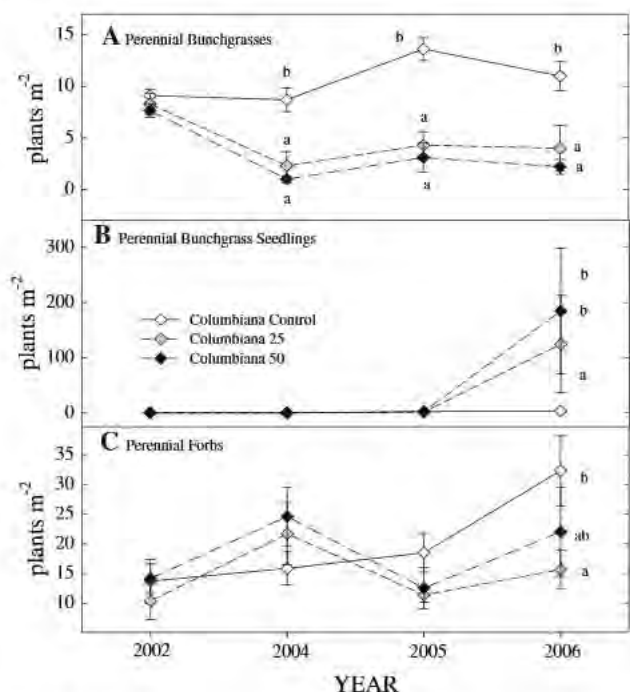 A Perennial Bunchgrasses
15
10
5
0
plants m-2
b
b
b
a
a
a
a
a
a
B Perennial Bunchgrass Seedlings
300
200
100
0
plants m-2
Columbiana Control
Columbiana 25
Columbiana 50
b
b
a
C Perennial Forbs
35
30
25
20
15
10
plants m-2
b
ab
a
2002 2004 2005 2006
YEAR